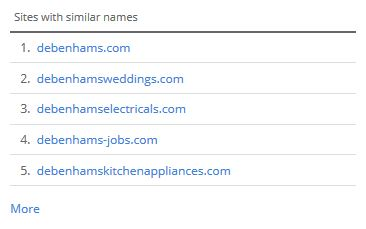 Sites with similar names
1. debenhams.com
2. debenhamsweddings.com
3. debenhamselectricals.com
4. debenhams-jobs.com
5. debenhamskitchenappliances.com
More